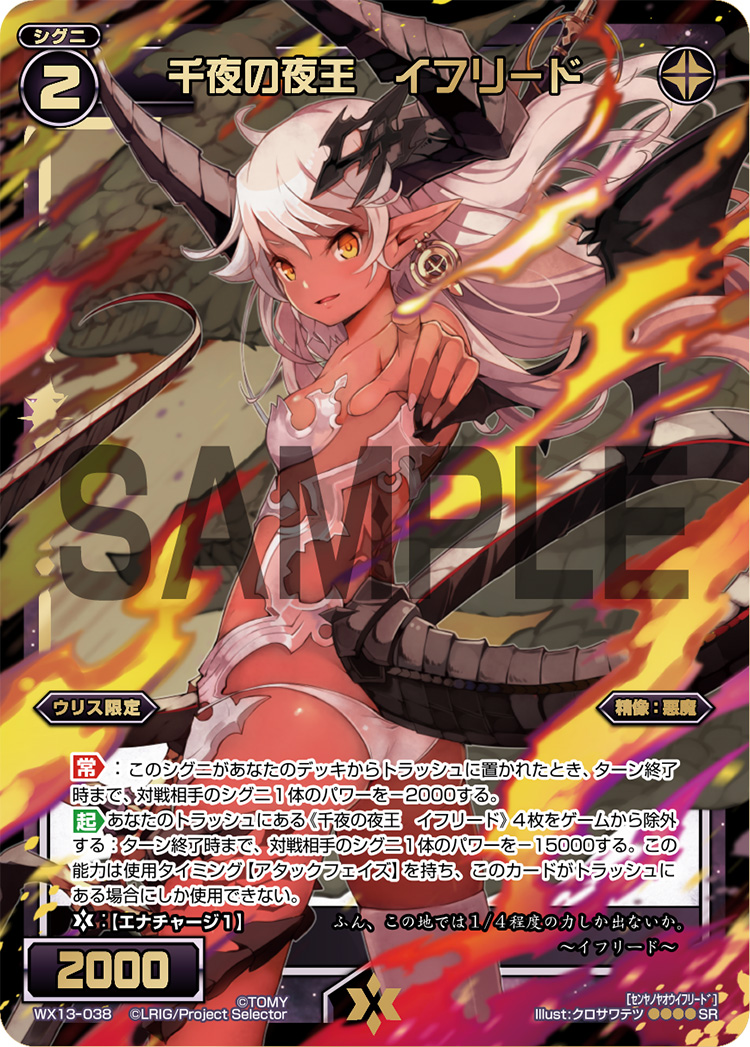 シグニ
2
千夜の夜王　イフリード
SAMPLE
ウリス限定
精像：悪魔
常：このシグニがあなたのデッキからトラッシュに置かれたとき、ターン終了
時まで、対戦相手のシグニ１体のパワーを－2000する。
起あなたのトラッシュにある《千夜の夜王　イフリード》４枚をゲームから除外
する：ターン終了時まで、対戦相手のシグニ１体のパワーを－15000する。この
能力は使用タイミング【アタックフェイズ】を持ち、このカードがトラッシュに
ある場合にしか使用できない。
：【エナチャージ１】
ふん、この地では１/４程度の力しか出ないか。
～イフリード～
2000
©TOMY
WX13-038 ©LRIG/Project Selector
[ｾﾝﾔﾉﾔｵｳｲﾌﾘｰﾄﾞ]
Illust:クロサワテツ SR